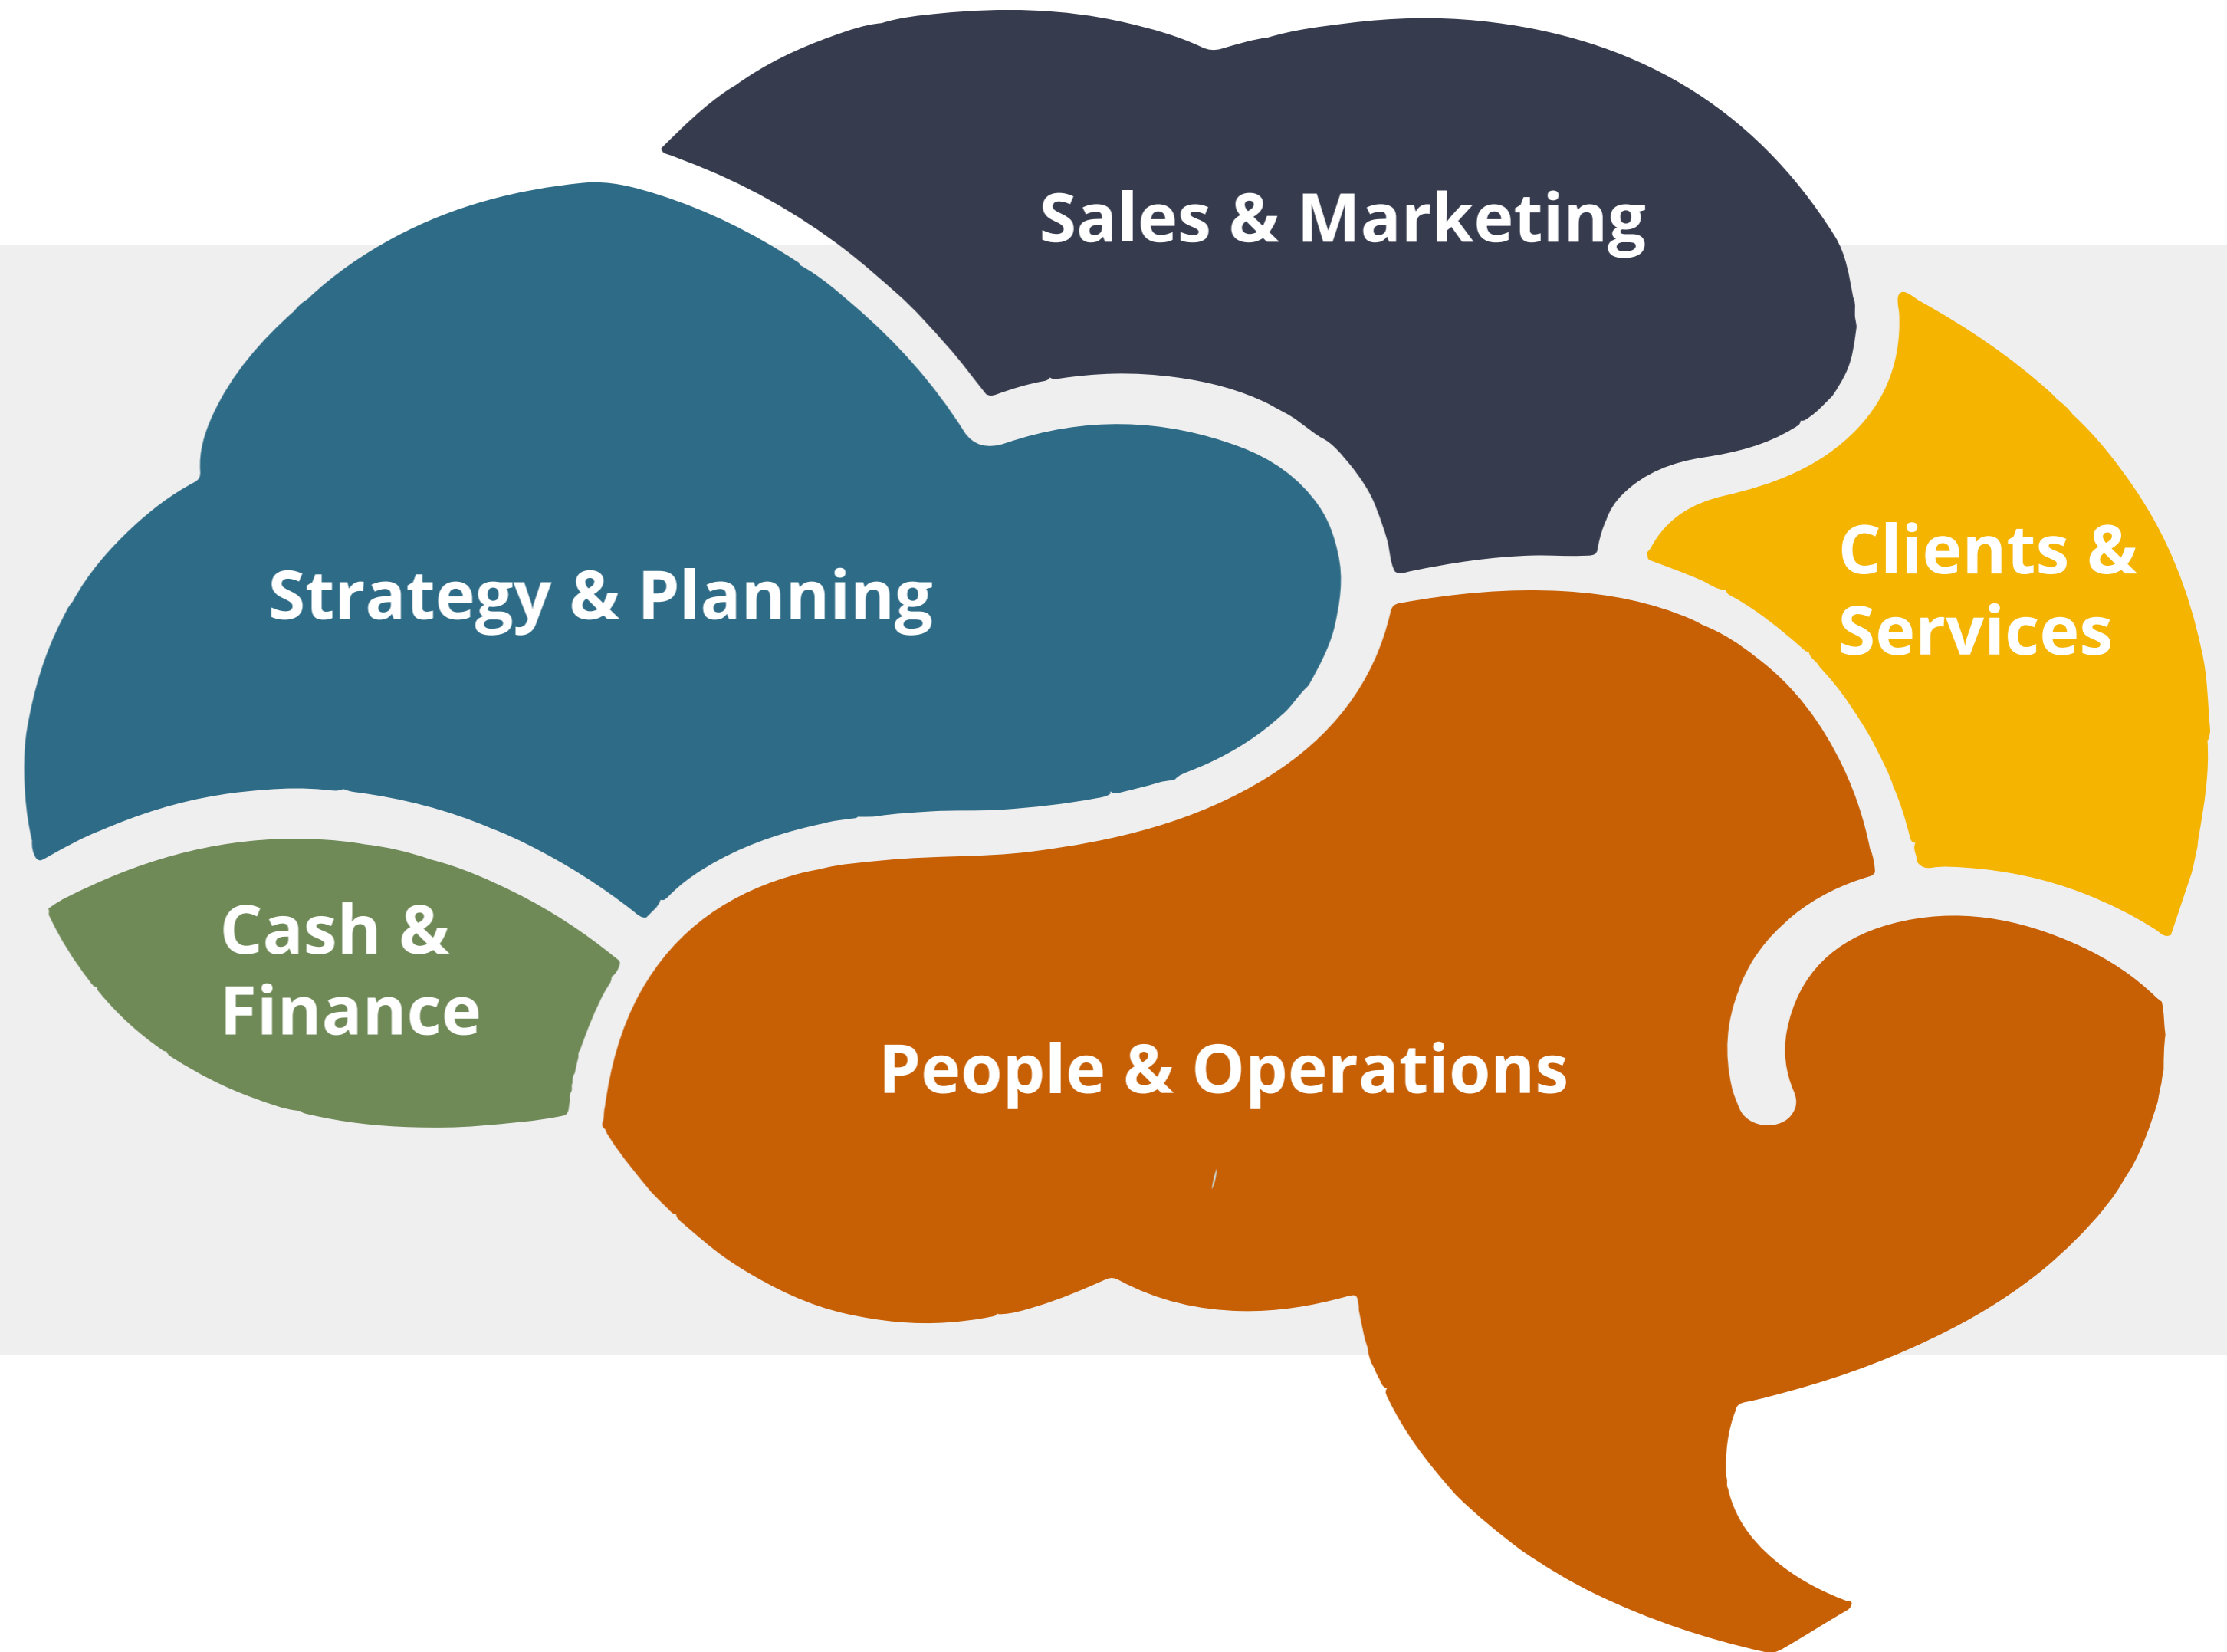 Sales & Marketing
Strategy & Planning
Clients &
Services
Cash &
Finance
People & Operations